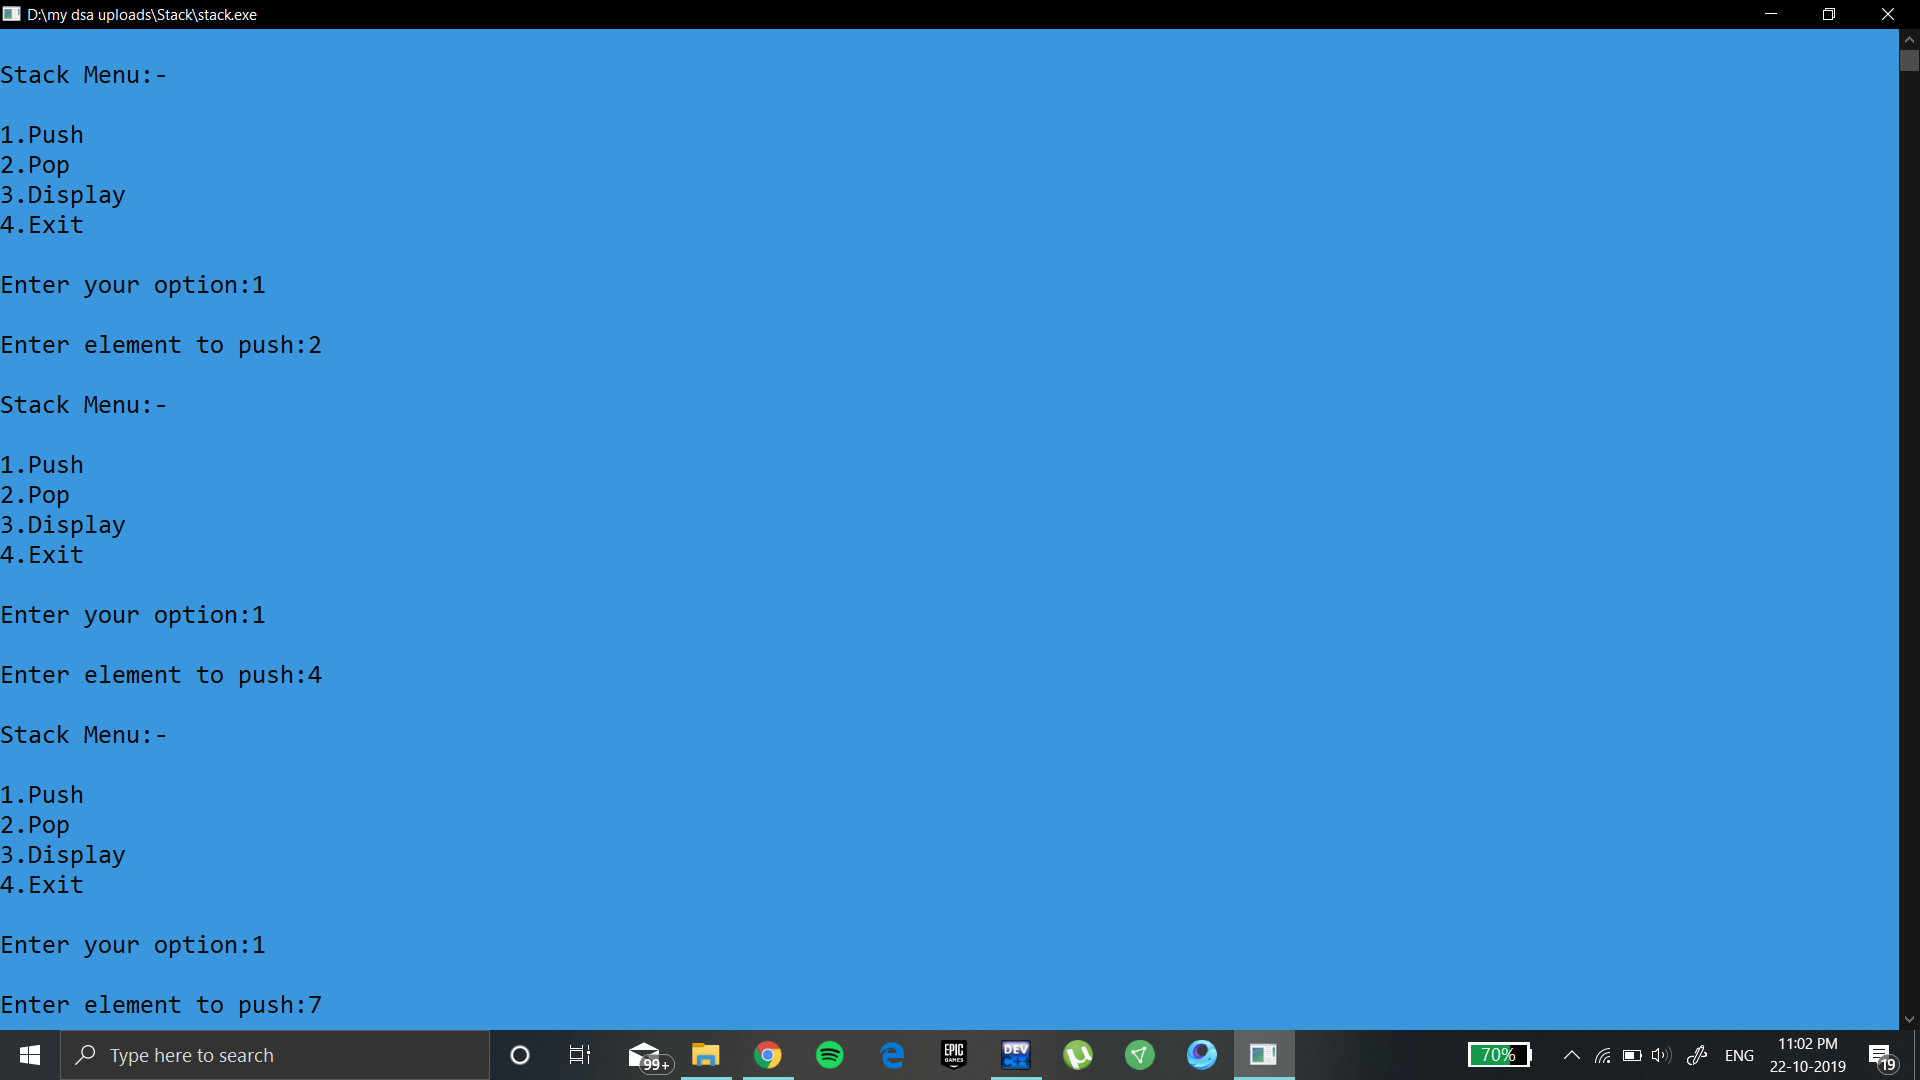 D:\my dsa uploads\Stack\stack.exe
Stack Menu:-
1.Push
2.Pop
3.Display
4.Exit
Enter your option:1
Enter element to push:2
Stack Menu:-
1.Push
2.Pop
3.Display
4.Exit
Enter your option:1
Enter element to push:4
Stack Menu:-
1.Push
2.Pop
3.Display
4.Exit
Enter your option:1
Enter element to push:7
Type here to search
99+
EPIC
GAMES
DEV
C++
70%
ENG
11:02 PM
22-10-2019
19